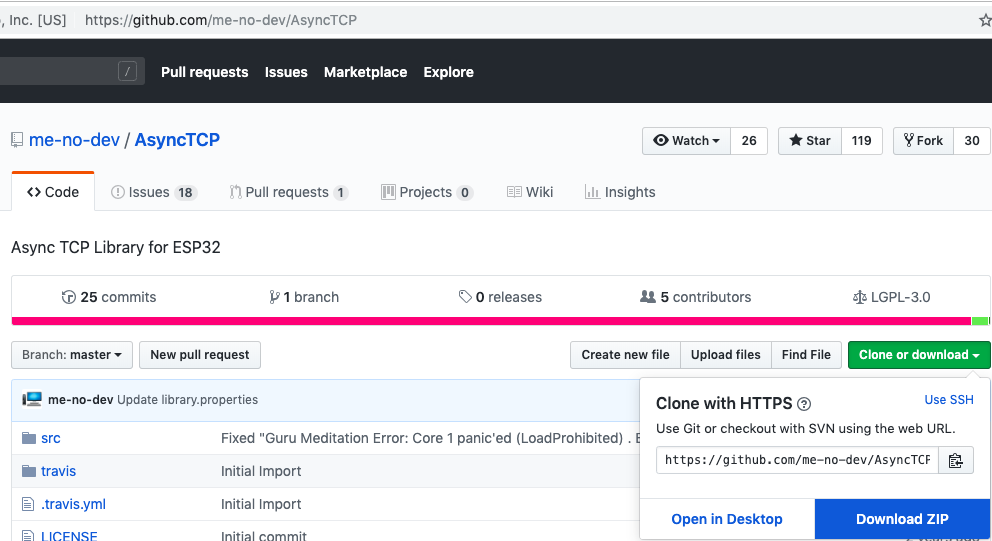 , Inc. [US] https://github.com/me-no-dev/AsyncTCP
/ Pull requests Issues Marketplace Explore
me-no-dev / AsyncTCP Watch 26 Star 119 Fork 30
Code Issues 18 Pull requests 1 Projects 0 Wiki Insights
Async TCP Library for ESP32
25 commits 1 branch 0 releases 5 contributors LGPL-3.0
Branch: master New pull request Create new file Upload files Find File Clone or download
me-no-dev Update library.properties
Clone with HTTPS ? Use SSH
Use Git or checkout with SVN using the web URL.
src Fixed "Guru Meditation Error: Core 1 panic'ed (LoadProhibited) .
https://github.com/me-no-dev/AsyncTCP
travis Initial Import
.travis.yml Initial Import
Open in Desktop Download ZIP
LICENSE Initial commit